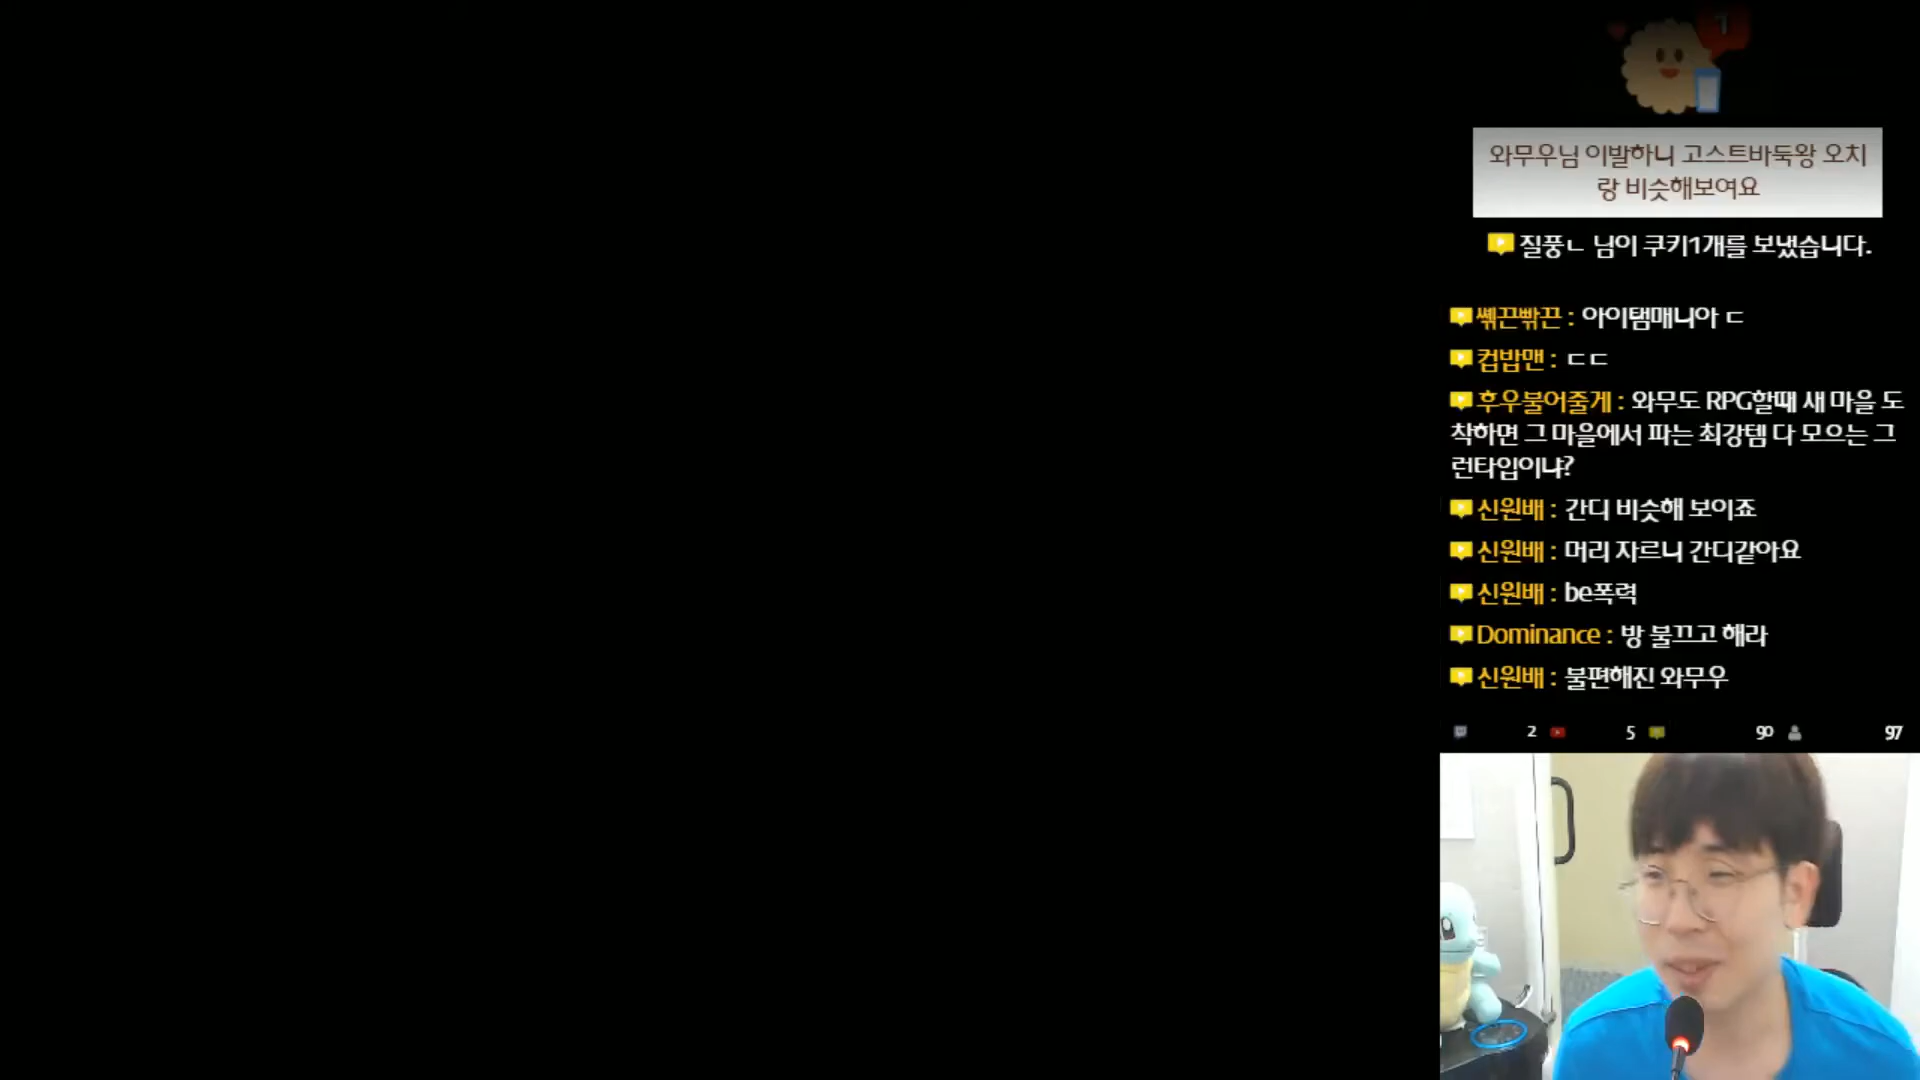 1
와무우님 이발하니 고스트바둑왕 오치
랑 비슷해보여요
질풍ㄴ 님이 쿠키1개를 보냈습니다.
쀆끈빢끈 : 아이탬매니아 ㄷ
컵밥맨 : ㄷㄷ
후우불어줄게 : 와무도 RPG할때 새 마을 도
착하면 그 마을에서 파는 최강템 다 모으는 그
런타입이냐?
신원배 : 간디 비슷해 보이죠
신원배 : 머리 자르니 간디같아요
신원배 : be폭력
Dominance : 방 불끄고 해라
신원배 : 불편해진 와무우
2 5 90 97